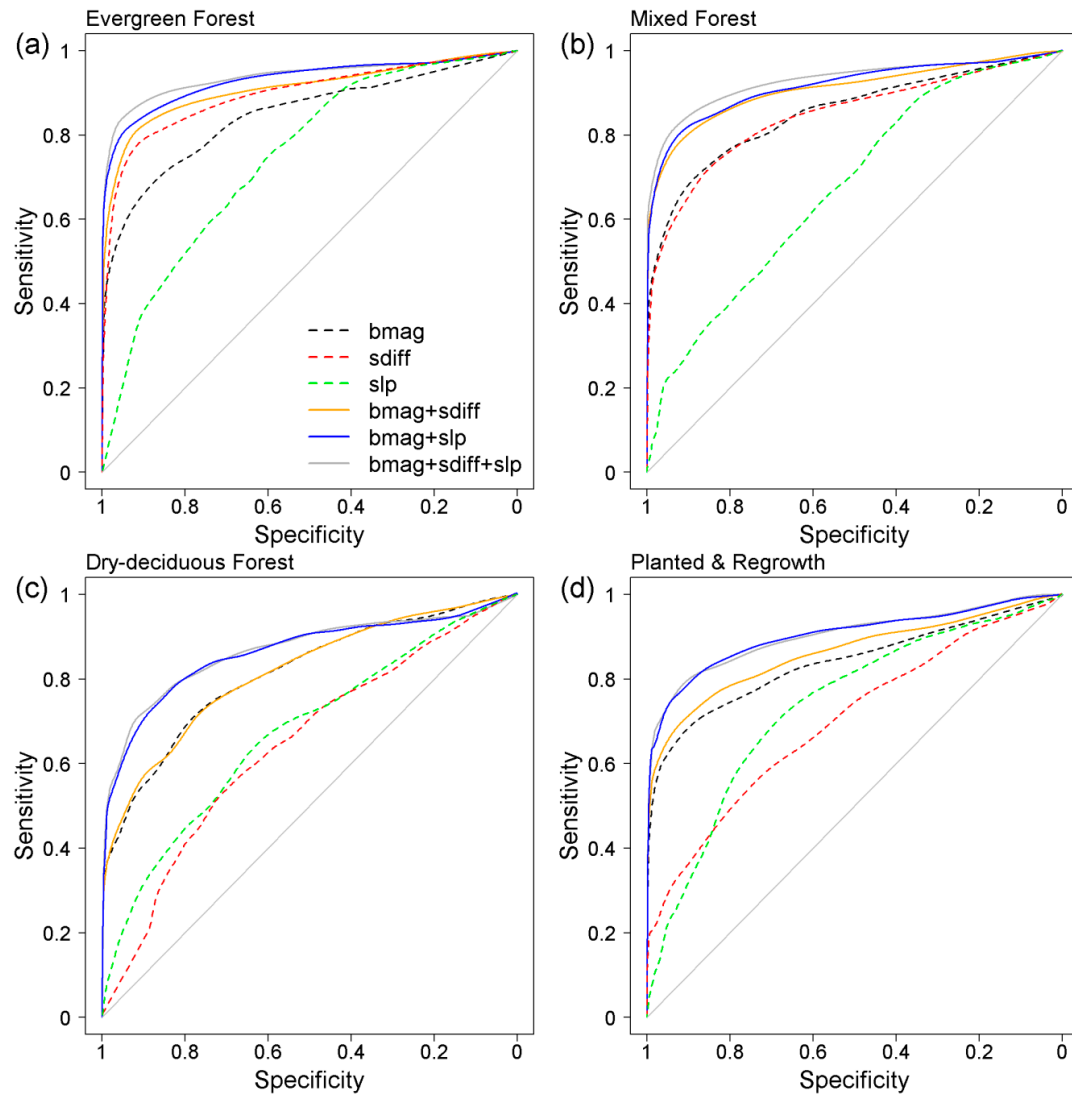 Evergreen Forest
(a)
1
0.8
0.6
0.4
0.2
0
Sensitivity
bmag
sdiff
slp
bmag+sdiff
bmag+slp
bmag+sdiff+slp
1 0.8 0.6 0.4 0.2 0
Specificity
Mixed Forest
(b)
1
0.8
0.6
0.4
0.2
0
Sensitivity
1 0.8 0.6 0.4 0.2 0
Specificity
Dry-deciduous Forest
(c)
1
0.8
0.6
0.4
0.2
0
Sensitivity
1 0.8 0.6 0.4 0.2 0
Specificity
Planted & Regrowth
(d)
1
0.8
0.6
0.4
0.2
0
Sensitivity
1 0.8 0.6 0.4 0.2 0
Specificity